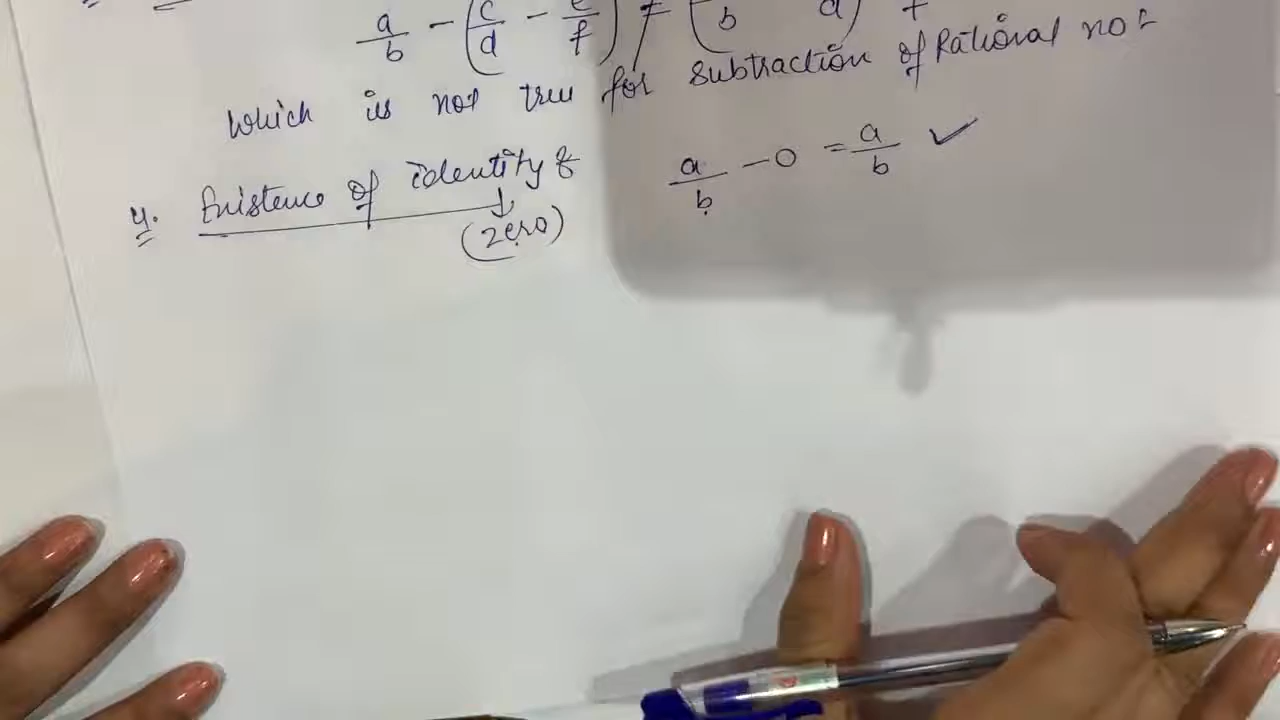 a/b - (c/d - e/f) ≠ ( b d) f
Which is not true for subtraction of Rational no:
4. Existence of identity :- a/b - 0 = a/b ✓
(Zero)